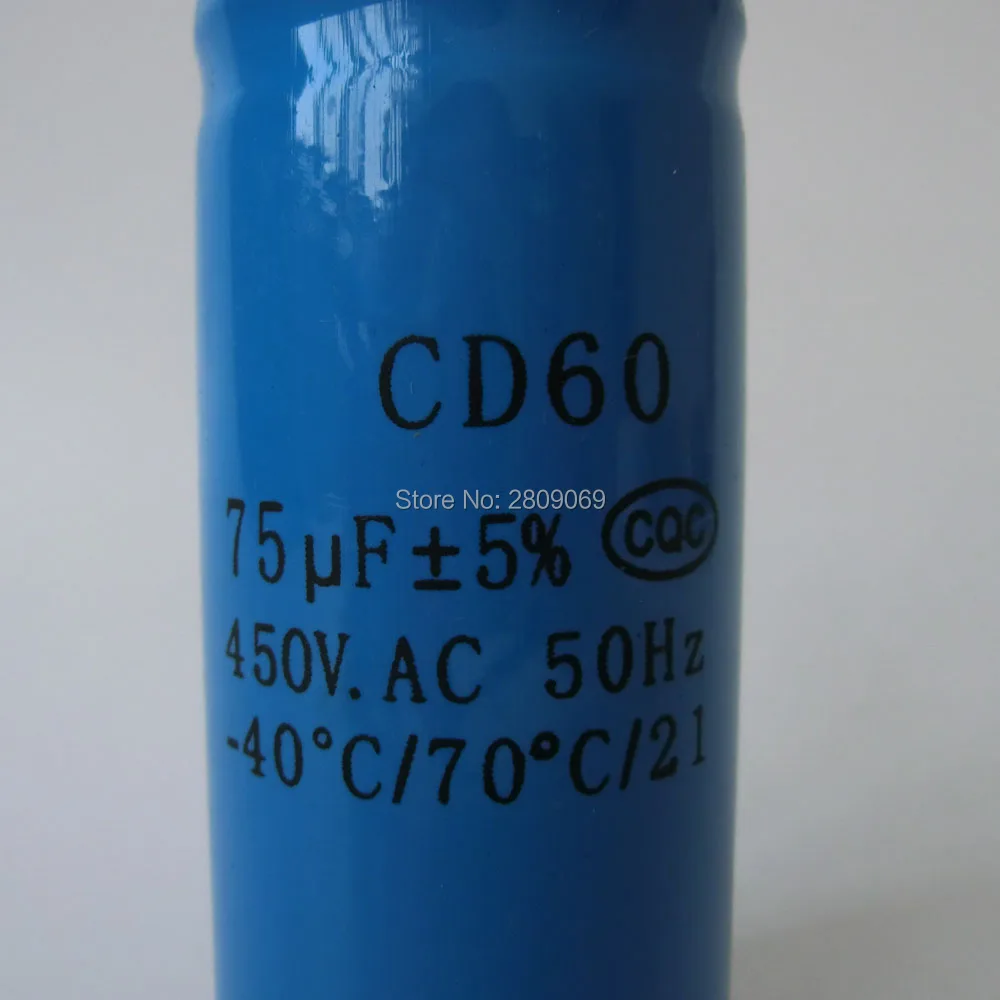 CD60
Store No: 2809069
75µF±5% CQC
450V.AC 50Hz
-40°C/70°C/21